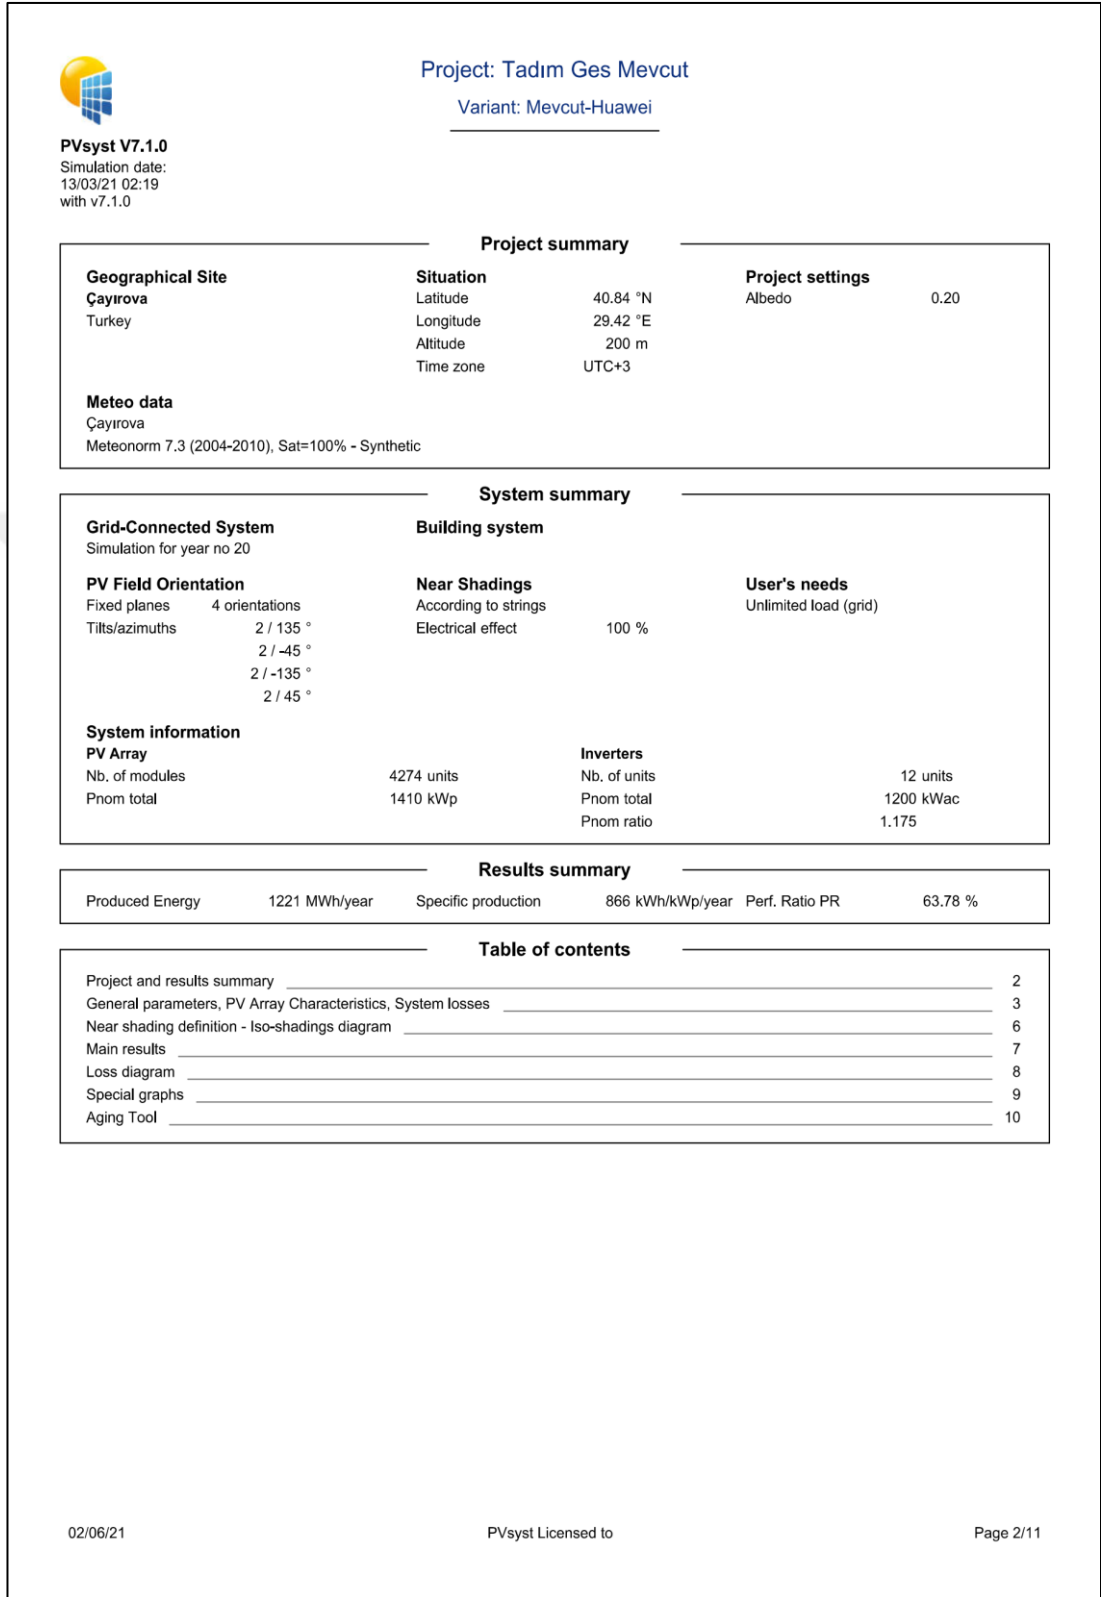 Project: Tadım Ges Mevcut
Variant: Mevcut-Huawei
PVsyst V7.1.0
Simulation date:
13/03/21 02:19
with v7.1.0
Project summary
Geographical Site Situation Project settings
Çayırova Latitude 40.84 °N Albedo 0.20
Turkey Longitude 29.42 °E
Altitude 200 m
Time zone UTC+3
Meteo data
Çayırova
Meteonorm 7.3 (2004-2010), Sat=100% - Synthetic
System summary
Grid-Connected System Building system
Simulation for year no 20
PV Field Orientation Near Shadings User's needs
Fixed planes 4 orientations According to strings Unlimited load (grid)
Tilts/azimuths 2 / 135 ° Electrical effect 100 %
2 / -45 °
2 / -135 °
2 / 45 °
System information
PV Array Inverters
Nb. of modules 4274 units Nb. of units 12 units
Pnom total 1410 kWp Pnom total 1200 kWac
Pnom ratio 1.175
Results summary
Produced Energy 1221 MWh/year Specific production 866 kWh/kWp/year Perf. Ratio PR 63.78 %
Table of contents
Project and results summary 2
General parameters, PV Array Characteristics, System losses 3
Near shading definition - Iso-shadings diagram 6
Main results 7
Loss diagram 8
Special graphs 9
Aging Tool 10
02/06/21 PVsyst Licensed to Page 2/11